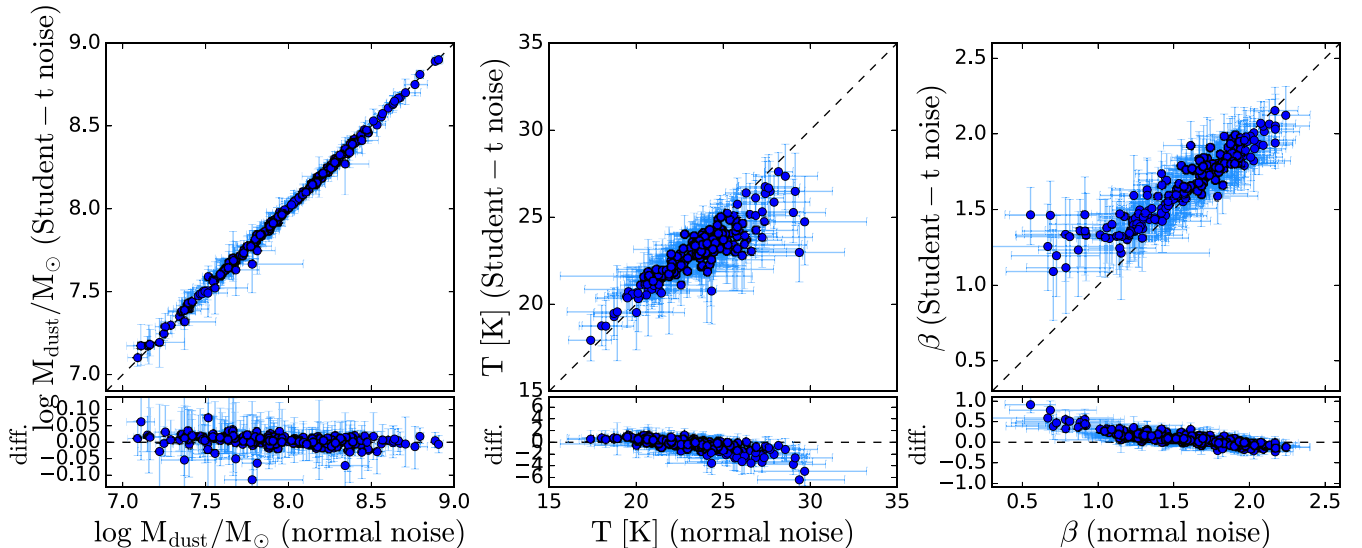 9.0
8.5
8.0
7.5
7.0
log M_dust/M_⊙ (Student − t noise)
0.10
0.05
0.00
−0.05
−0.10
diff.
7.0 7.5 8.0 8.5 9.0
log M_dust/M_⊙ (normal noise)
35
30
25
20
15
T [K] (Student − t noise)
6
4
2
0
−2
−4
−6
diff.
15 20 25 30 35
T [K] (normal noise)
2.5
2.0
1.5
1.0
0.5
β (Student − t noise)
1.0
0.5
0.0
−0.5
−1.0
diff.
0.5 1.0 1.5 2.0 2.5
β (normal noise)